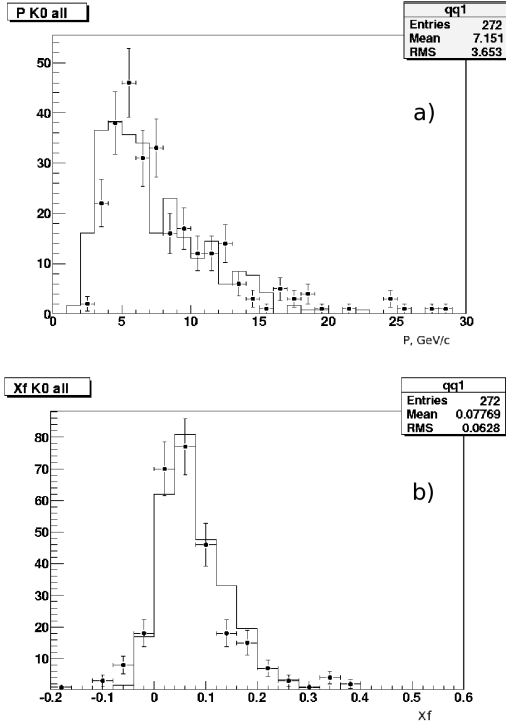 P K0 all
qq1
Entries 272
Mean 7.151
RMS 3.653
a)
50
40
30
20
10
0
0 5 10 15 20 25 30
P, GeV/c
Xf K0 all
qq1
Entries 272
Mean 0.07769
RMS 0.0628
b)
80
70
60
50
40
30
20
10
-0.2 -0.1 0 0.1 0.2 0.3 0.4 0.5 0.6
Xf